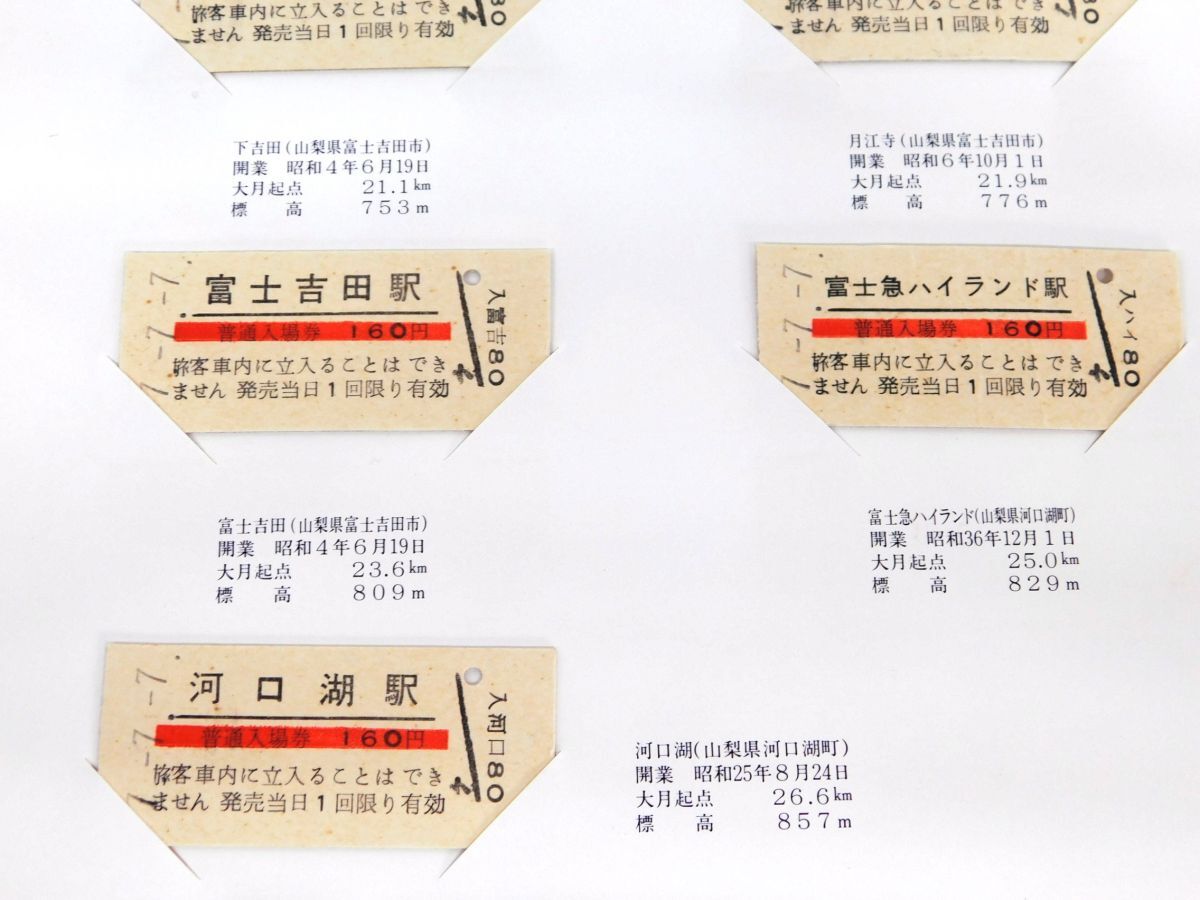 旅客車内に立入ることはでき
ません 発売当日1回限り有効
80
旅客車内に立入ることはでき
ません 発売当日1回限り有効
80
下吉田(山梨県富士吉田市)
開業 昭和4年6月19日
大月起点 21.1km
標高 753m
月江寺(山梨県富士吉田市)
開業 昭和6年10月1日
大月起点 21.9km
標高 776m
富士吉田駅
普通入場券 160円
旅客車内に立入ることはでき
ません 発売当日1回限り有効
入富吉80
7-7
富士急ハイランド駅
普通入場券 160円
旅客車内に立入ることはでき
ません 発売当日1回限り有効
入ハイ80
7-7
富士吉田(山梨県富士吉田市)
開業 昭和4年6月19日
大月起点 23.6km
標高 809m
富士急ハイランド(山梨県河口湖町)
開業 昭和36年12月1日
大月起点 25.0km
標高 829m
河口湖駅
普通入場券 160円
旅客車内に立入ることはでき
ません 発売当日1回限り有効
入河口80
7-7
河口湖(山梨県河口湖町)
開業 昭和25年8月24日
大月起点 26.6km
標高 857m